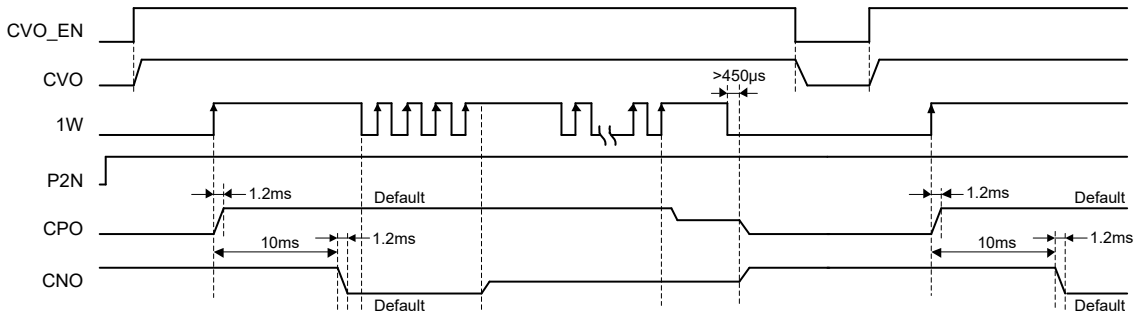 CVO_EN
CVO
>450µs
1W
P2N
1.2ms
Default
1.2ms
Default
CPO
10ms
1.2ms
10ms
1.2ms
CNO
Default
Default